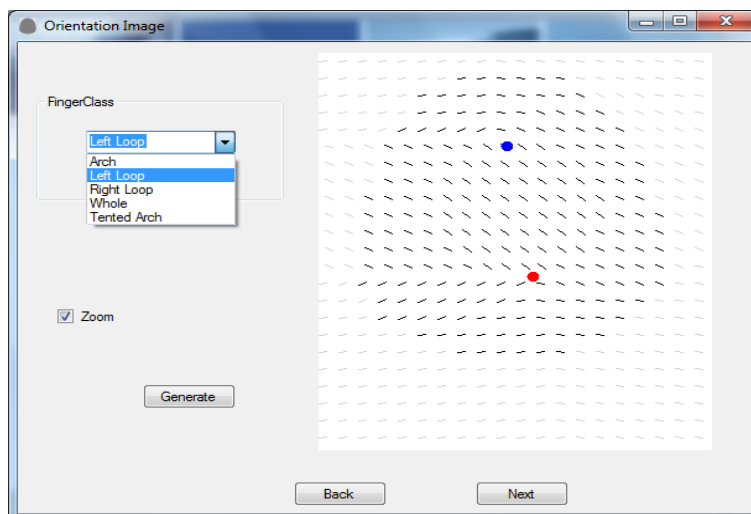 Orientation Image
FingerClass
Left Loop
Arch
Left Loop
Right Loop
Whole
Tented Arch
Zoom
Generate
Back
Next